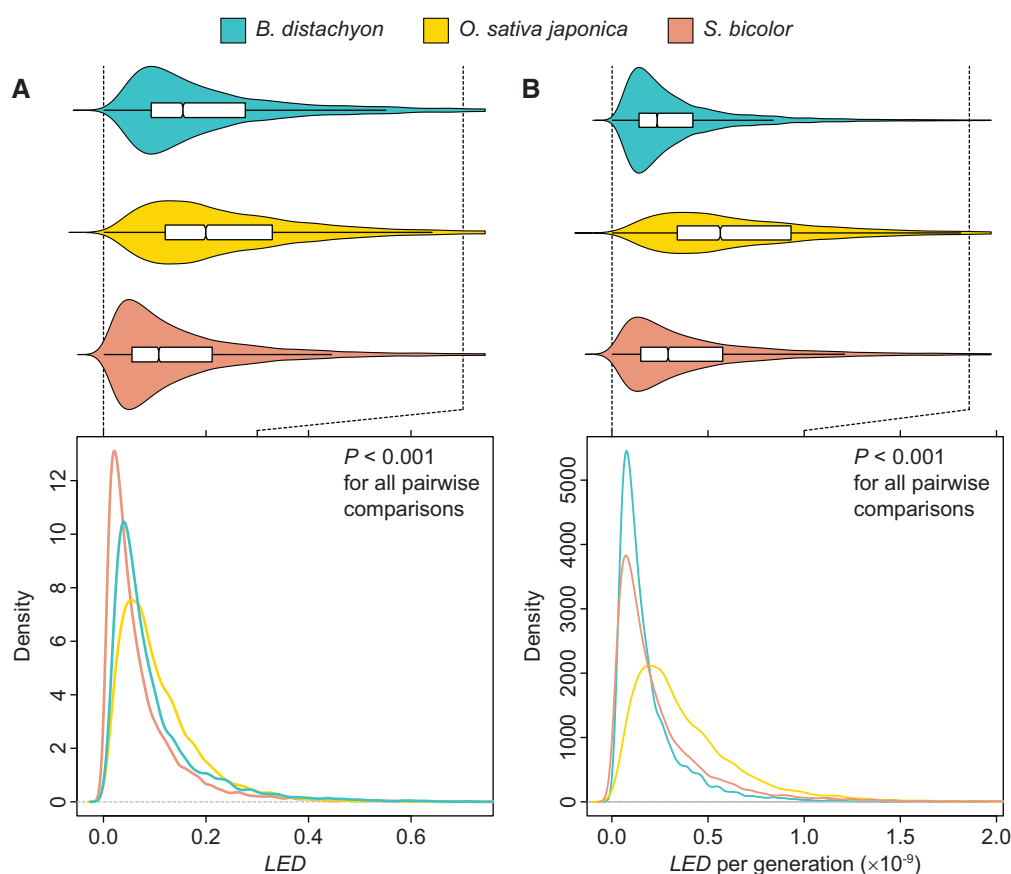 B. distachyon O. sativa japonica S. bicolor
A
B
P < 0.001
for all pairwise
comparisons
Density
0 2 4 6 8 10 12
0.0 0.2 0.4 0.6
LED
P < 0.001
for all pairwise
comparisons
Density
0 1000 2000 3000 4000 5000
0.0 0.5 1.0 1.5 2.0
LED per generation (×10⁻⁹)